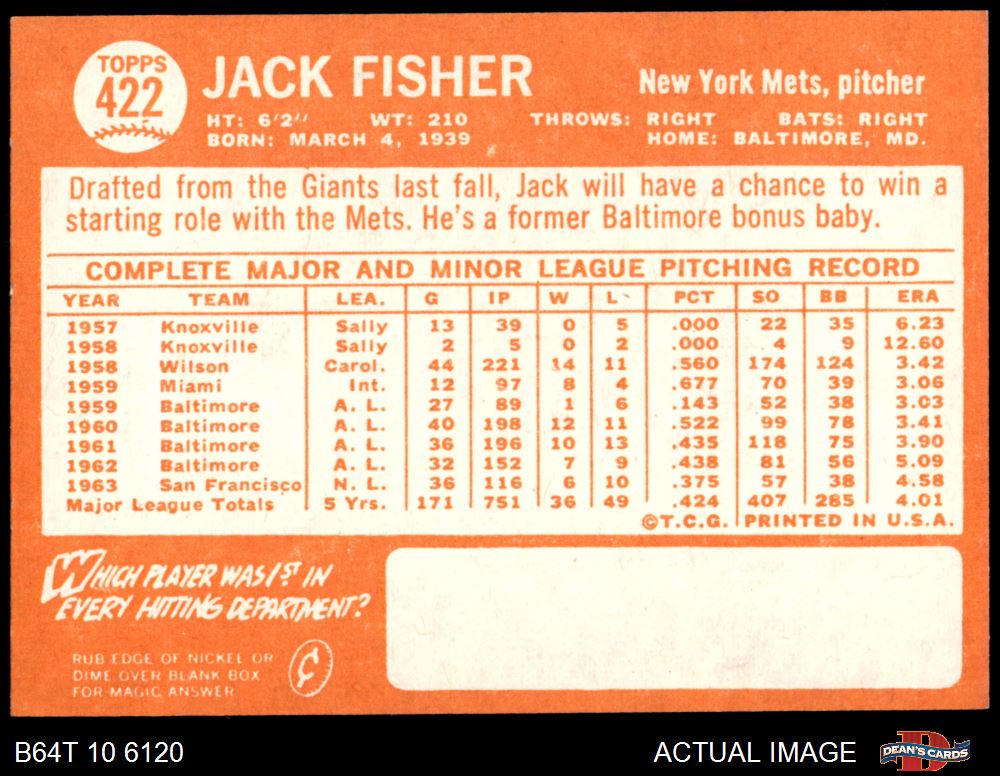 TOPPS
422
JACK FISHER
New York Mets, pitcher
HT: 6'2" WT: 210 THROWS: RIGHT BATS: RIGHT
BORN: MARCH 4, 1939 HOME: BALTIMORE, MD.
Drafted from the Giants last fall, Jack will have a chance to win a
starting role with the Mets. He's a former Baltimore bonus baby.
COMPLETE MAJOR AND MINOR LEAGUE PITCHING RECORD
YEAR TEAM LEA. G IP W L PCT SO BB ERA
1957 Knoxville Sally 13 39 0 5 .000 22 35 6.23
1958 Knoxville Sally 2 5 0 2 .000 4 9 12.60
1958 Wilson Carol. 44 221 14 11 .560 174 124 3.42
1959 Miami Int. 12 97 8 4 .677 70 39 3.06
1959 Baltimore A. L. 27 89 1 6 .143 52 38 3.03
1960 Baltimore A. L. 40 198 12 11 .522 99 78 3.41
1961 Baltimore A. L. 36 196 10 13 .435 118 75 3.90
1962 Baltimore A. L. 32 152 7 9 .438 81 56 5.09
1963 San Francisco N. L. 36 116 6 10 .375 57 38 4.58
Major League Totals 5 Yrs. 171 751 36 49 .424 407 285 4.01
©T.C.G. PRINTED IN U.S.A.
WHICH PLAYER WAS 1ST IN
EVERY HITTING DEPARTMENT?
RUB EDGE OF NICKEL OR
DIME OVER BLANK BOX
FOR MAGIC ANSWER
¢
B64T 10 6120
ACTUAL IMAGE
D
DEAN'S CARDS